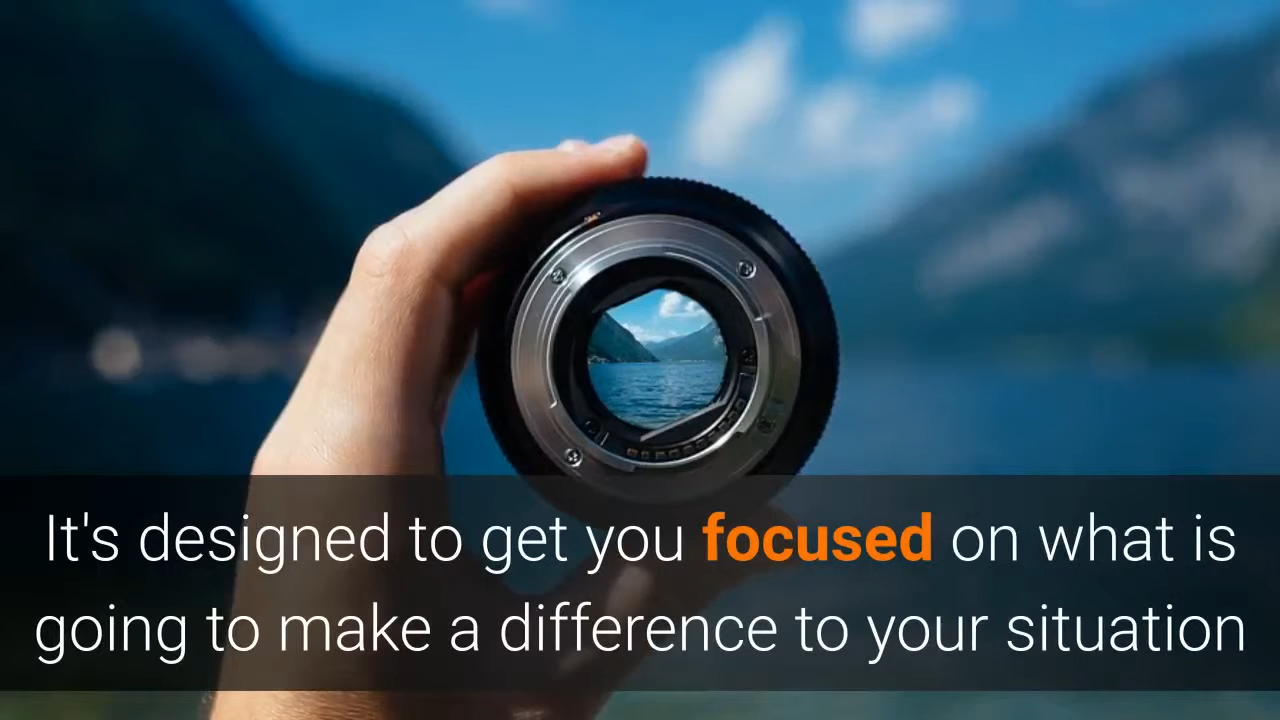 It's designed to get you focused on what is
going to make a difference to your situation